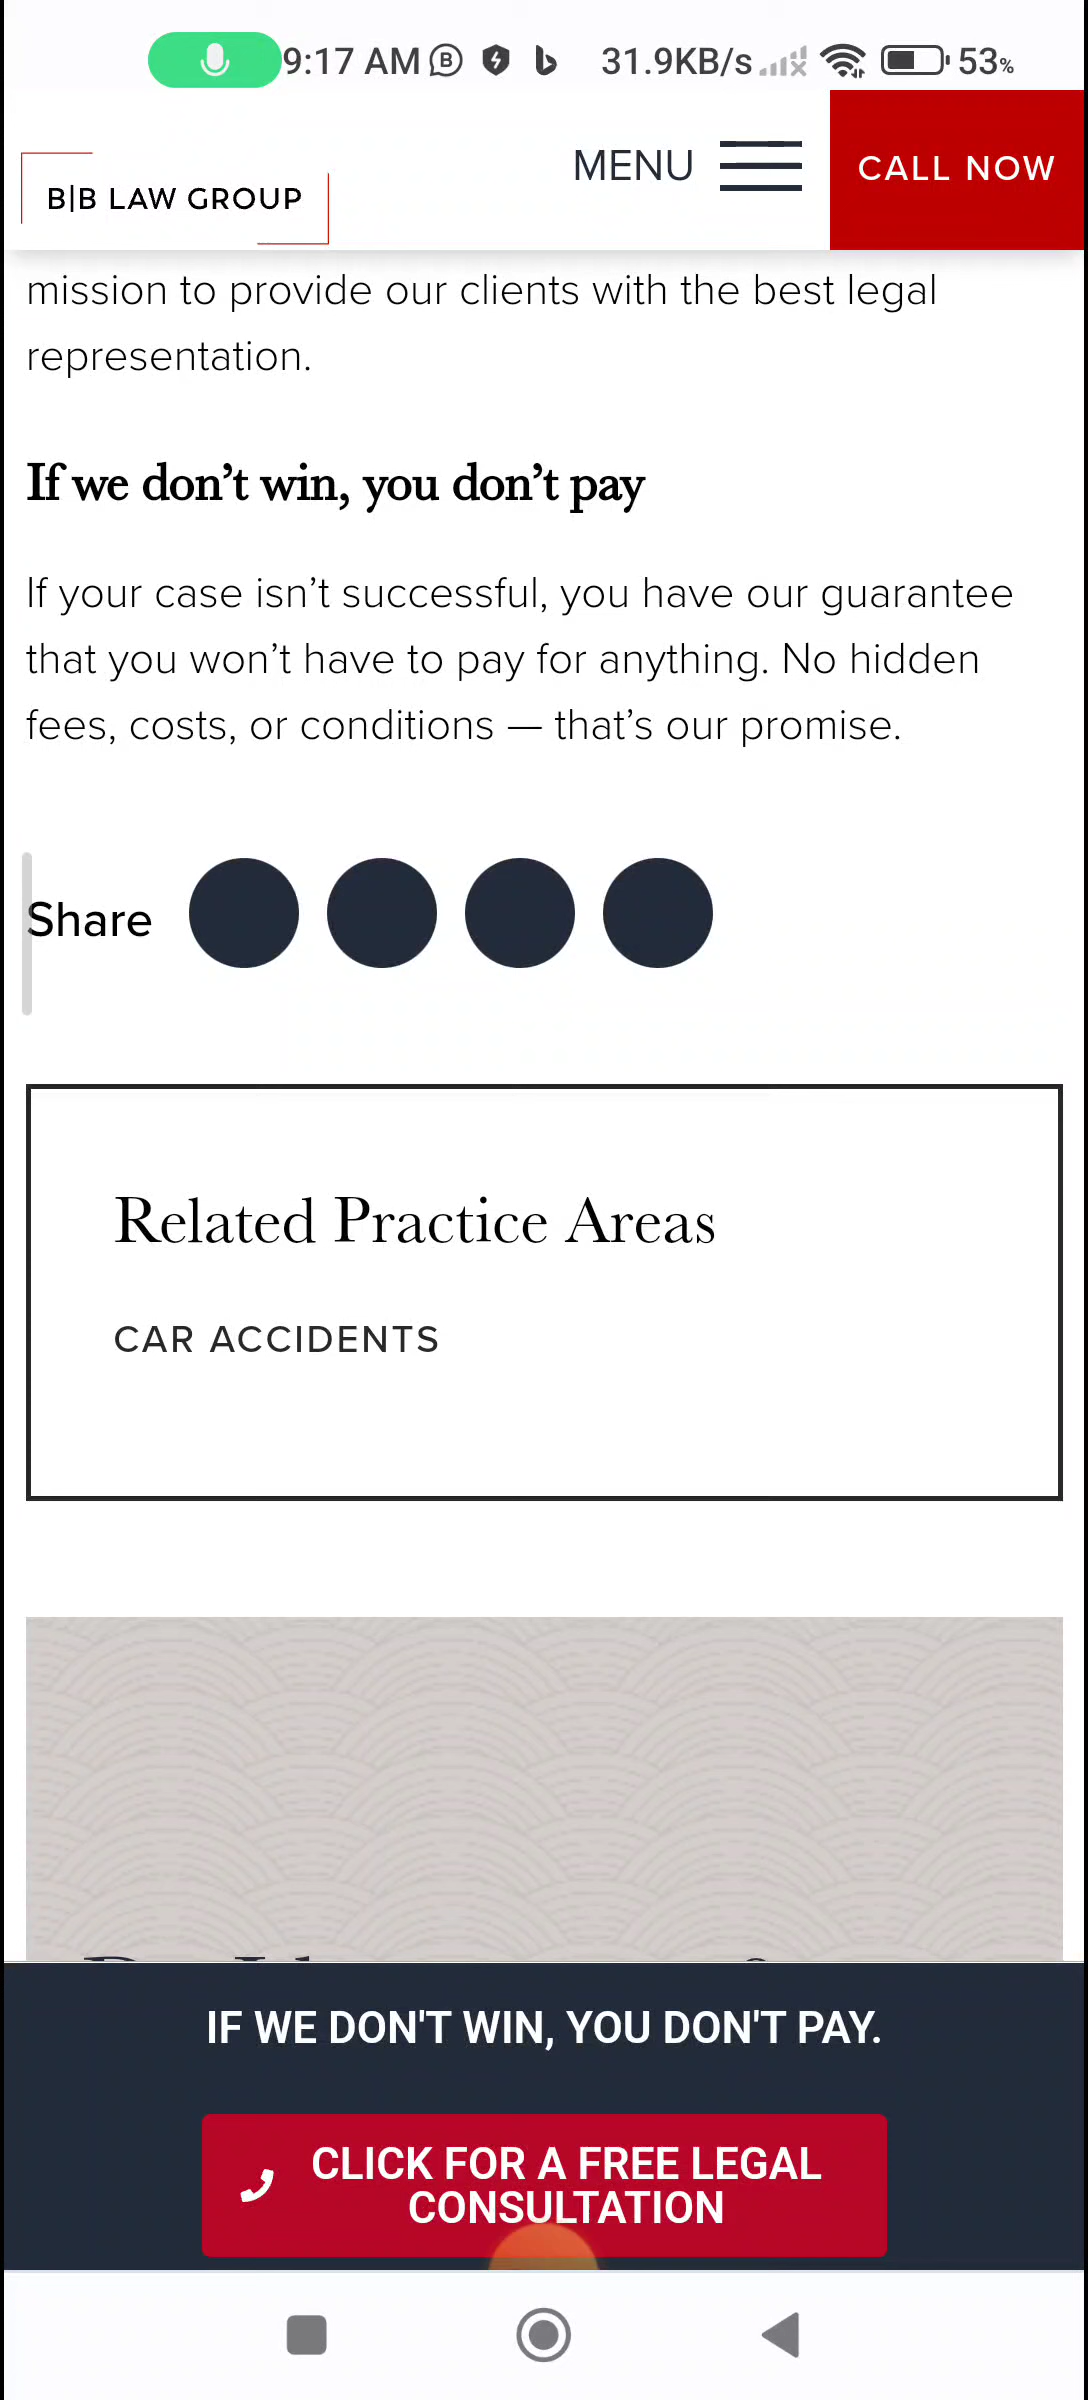 9:17 AM 31.9KB/s 53%
B|B LAW GROUP
MENU
CALL NOW
mission to provide our clients with the best legal
representation.
If we don’t win, you don’t pay
If your case isn’t successful, you have our guarantee
that you won’t have to pay for anything. No hidden
fees, costs, or conditions — that’s our promise.
Share
Related Practice Areas
CAR ACCIDENTS
IF WE DON'T WIN, YOU DON'T PAY.
CLICK FOR A FREE LEGAL
CONSULTATION